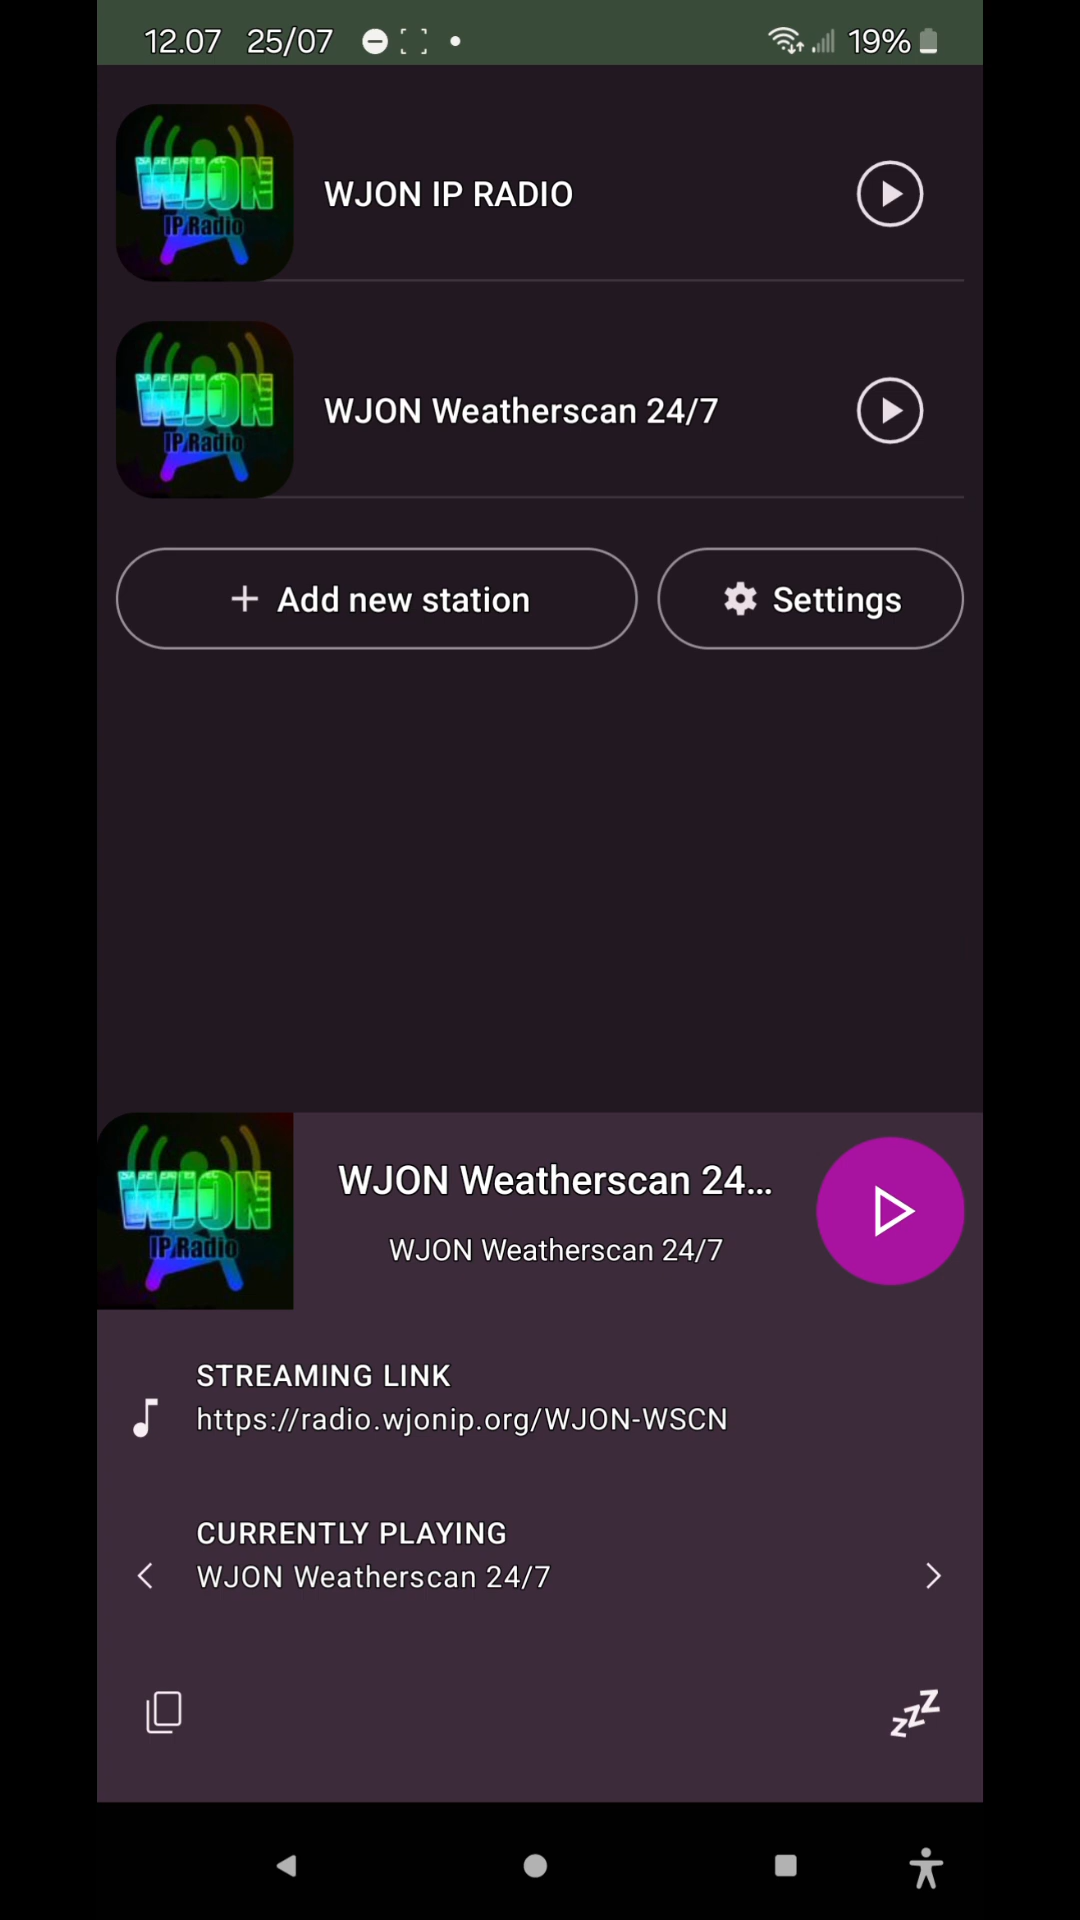 12.07 25/07 19%
WJON
IP Radio
WJON IP RADIO
WJON
IP Radio
WJON Weatherscan 24/7
+ Add new station
Settings
WJON
IP Radio
WJON Weatherscan 24...
WJON Weatherscan 24/7
STREAMING LINK
https://radio.wjonip.org/WJON-WSCN
CURRENTLY PLAYING
WJON Weatherscan 24/7
zzZ